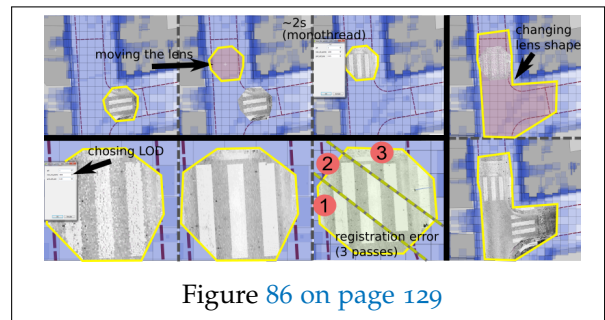 moving the lens
~2s
(monothread)
changing
lens shape
chosing LOD
1
2
3
registration error
(3 passes)
Figure 86 on page 129